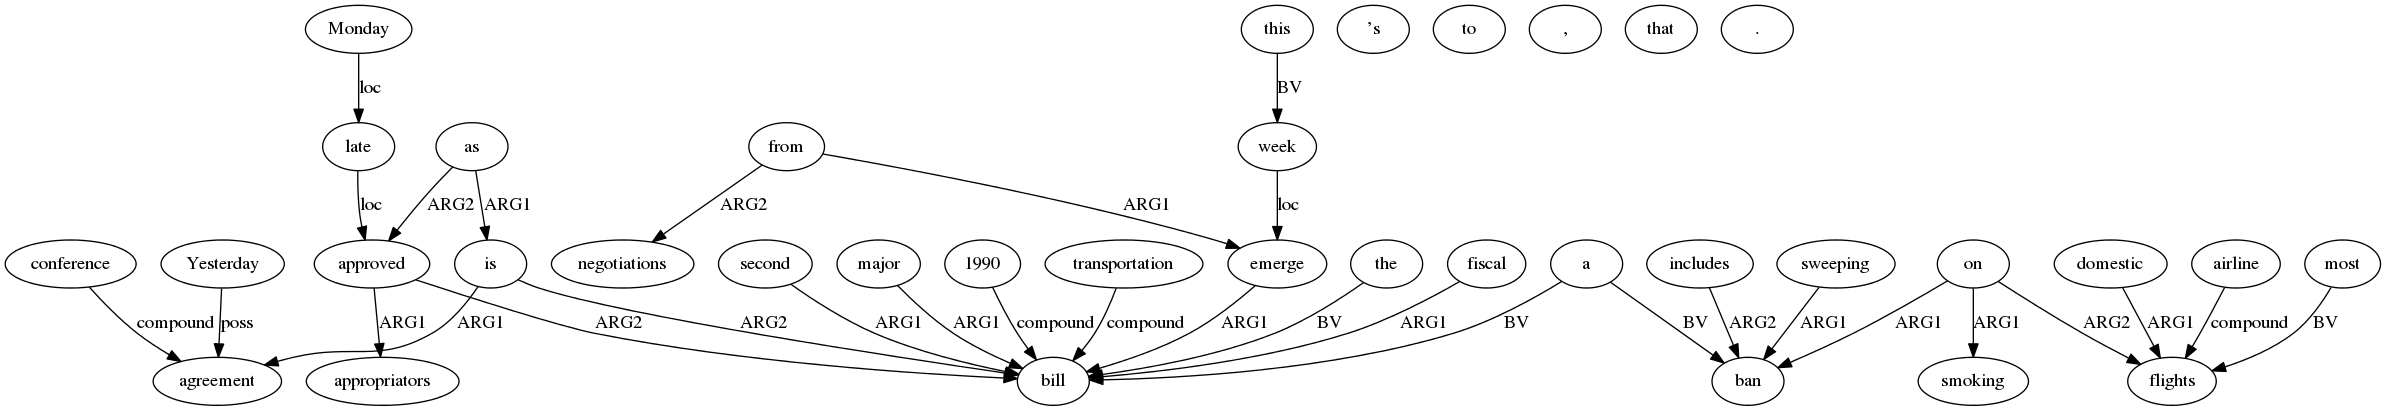 Monday this 's to , that .
loc BV
late as from week
loc ARG2 ARG1 ARG2 ARG1 loc
conference Yesterday approved is negotiations second major 1990 transportation emerge the fiscal a includes sweeping on domestic airline most
compound poss ARG1 ARG1 ARG2 ARG2 ARG1 ARG1 compound compound ARG1 BV ARG1 BV BV ARG2 ARG1 ARG1 ARG1 ARG2 ARG1 compound BV
agreement appropriators bill ban smoking flights